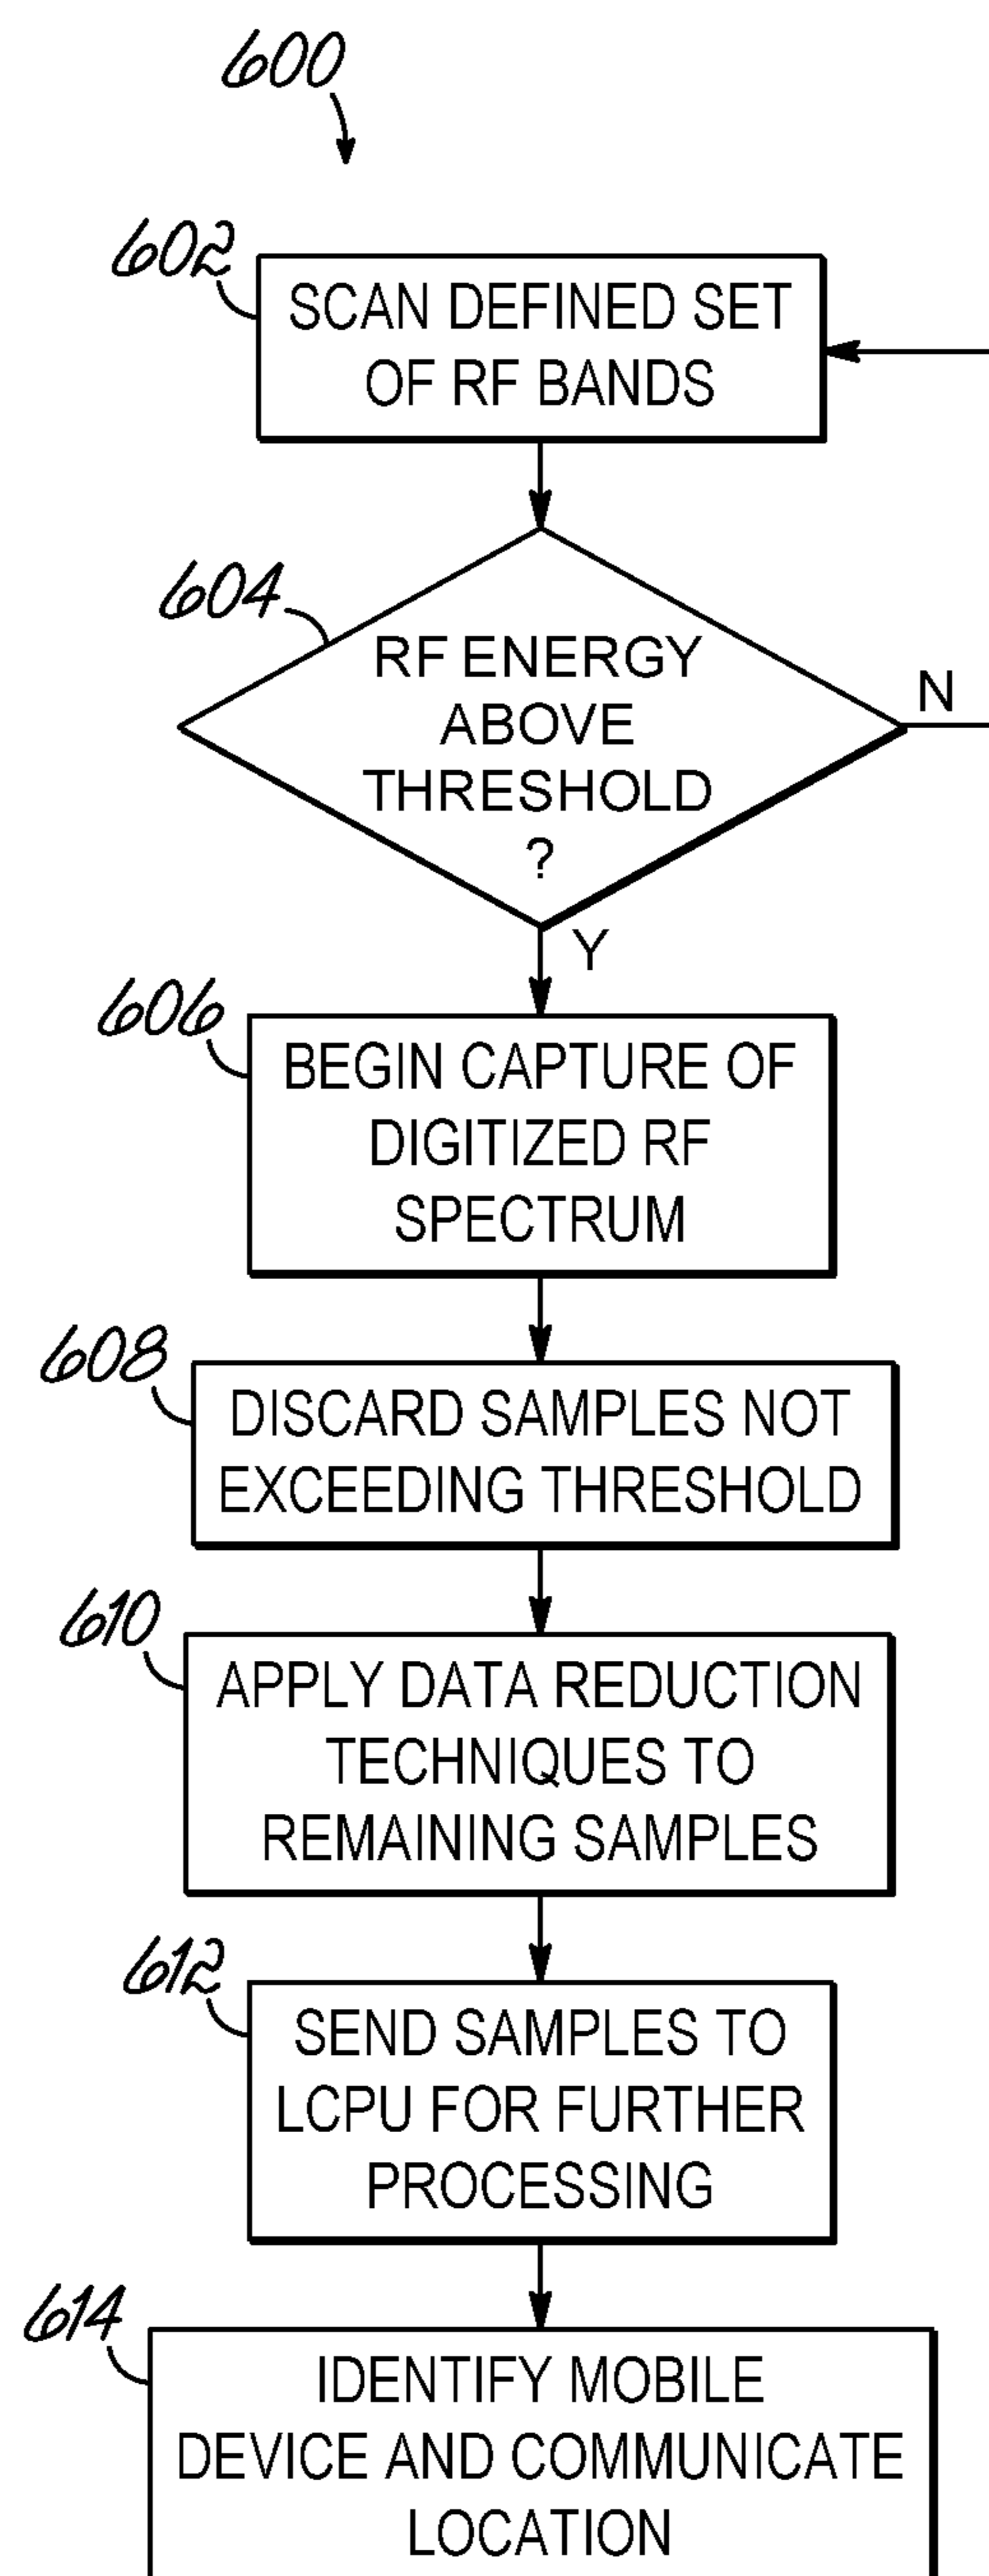 600
602
SCAN DEFINED SET
OF RF BANDS
604
RF ENERGY
ABOVE
THRESHOLD
?
N
Y
606
BEGIN CAPTURE OF
DIGITIZED RF
SPECTRUM
608
DISCARD SAMPLES NOT
EXCEEDING THRESHOLD
610
APPLY DATA REDUCTION
TECHNIQUES TO
REMAINING SAMPLES
612
SEND SAMPLES TO
LCPU FOR FURTHER
PROCESSING
614
IDENTIFY MOBILE
DEVICE AND COMMUNICATE
LOCATION